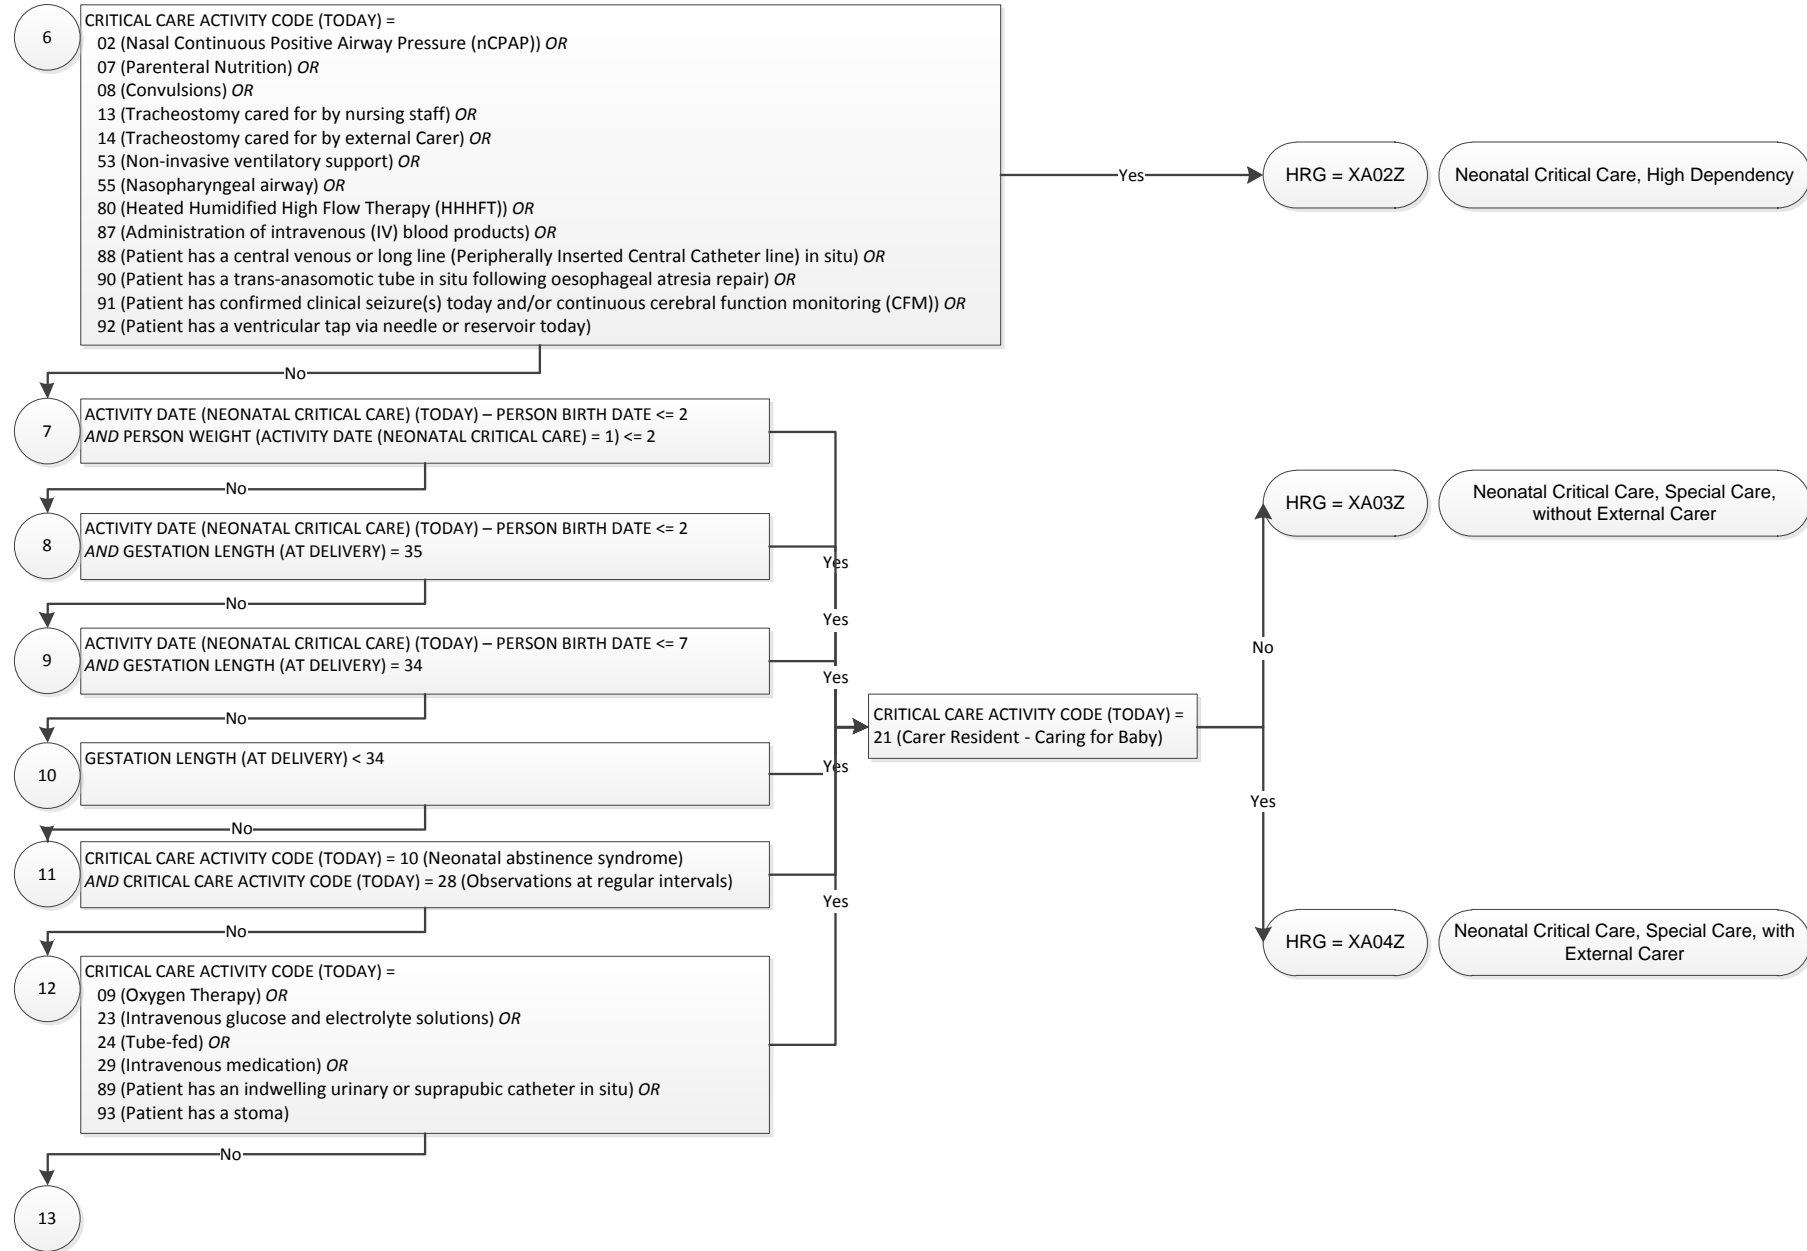 6
CRITICAL CARE ACTIVITY CODE (TODAY) =
02 (Nasal Continuous Positive Airway Pressure (nCPAP)) OR
07 (Parenteral Nutrition) OR
08 (Convulsions) OR
13 (Tracheostomy cared for by nursing staff) OR
14 (Tracheostomy cared for by external Carer) OR
53 (Non-invasive ventilatory support) OR
55 (Nasopharyngeal airway) OR
80 (Heated Humidified High Flow Therapy (HHHFT)) OR
87 (Administration of intravenous (IV) blood products) OR
88 (Patient has a central venous or long line (Peripherally Inserted Central Catheter line) in situ) OR
90 (Patient has a trans-anasomotic tube in situ following oesophageal atresia repair) OR
91 (Patient has confirmed clinical seizure(s) today and/or continuous cerebral function monitoring (CFM)) OR
92 (Patient has a ventricular tap via needle or reservoir today)
Yes
HRG = XA02Z
Neonatal Critical Care, High Dependency
No
7
ACTIVITY DATE (NEONATAL CRITICAL CARE) (TODAY) – PERSON BIRTH DATE <= 2
AND PERSON WEIGHT (ACTIVITY DATE (NEONATAL CRITICAL CARE) = 1) <= 2
No
8
ACTIVITY DATE (NEONATAL CRITICAL CARE) (TODAY) – PERSON BIRTH DATE <= 2
AND GESTATION LENGTH (AT DELIVERY) = 35
Yes
No
9
ACTIVITY DATE (NEONATAL CRITICAL CARE) (TODAY) – PERSON BIRTH DATE <= 7
AND GESTATION LENGTH (AT DELIVERY) = 34
Yes
Yes
No
10
GESTATION LENGTH (AT DELIVERY) < 34
Yes
No
11
CRITICAL CARE ACTIVITY CODE (TODAY) = 10 (Neonatal abstinence syndrome)
AND CRITICAL CARE ACTIVITY CODE (TODAY) = 28 (Observations at regular intervals)
Yes
No
12
CRITICAL CARE ACTIVITY CODE (TODAY) =
09 (Oxygen Therapy) OR
23 (Intravenous glucose and electrolyte solutions) OR
24 (Tube-fed) OR
29 (Intravenous medication) OR
89 (Patient has an indwelling urinary or suprapubic catheter in situ) OR
93 (Patient has a stoma)
No
13
CRITICAL CARE ACTIVITY CODE (TODAY) =
21 (Carer Resident - Caring for Baby)
No
HRG = XA03Z
Neonatal Critical Care, Special Care,
without External Carer
Yes
HRG = XA04Z
Neonatal Critical Care, Special Care, with
External Carer